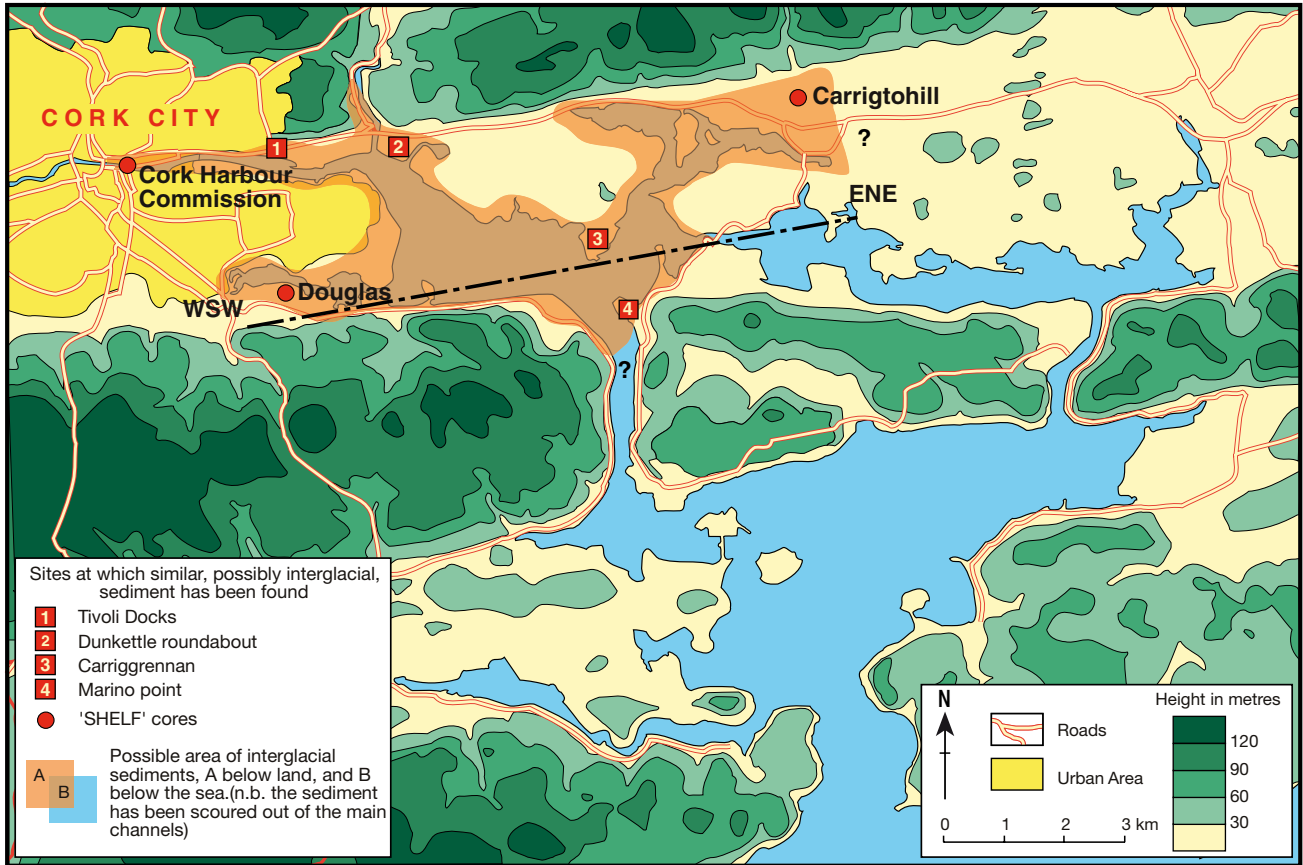 CORK CITY
1
2
Carrigtohill
?
Cork Harbour
Commission
ENE
3
Douglas
WSW
4
?
Sites at which similar, possibly interglacial,
sediment has been found
1 Tivoli Docks
2 Dunkettle roundabout
3 Carriggrennan
4 Marino point
'SHELF' cores
A
B
Possible area of interglacial
sediments, A below land, and B
below the sea.(n.b. the sediment
has been scoured out of the main
channels)
N
Roads
Urban Area
0 1 2 3 km
Height in metres
120
90
60
30